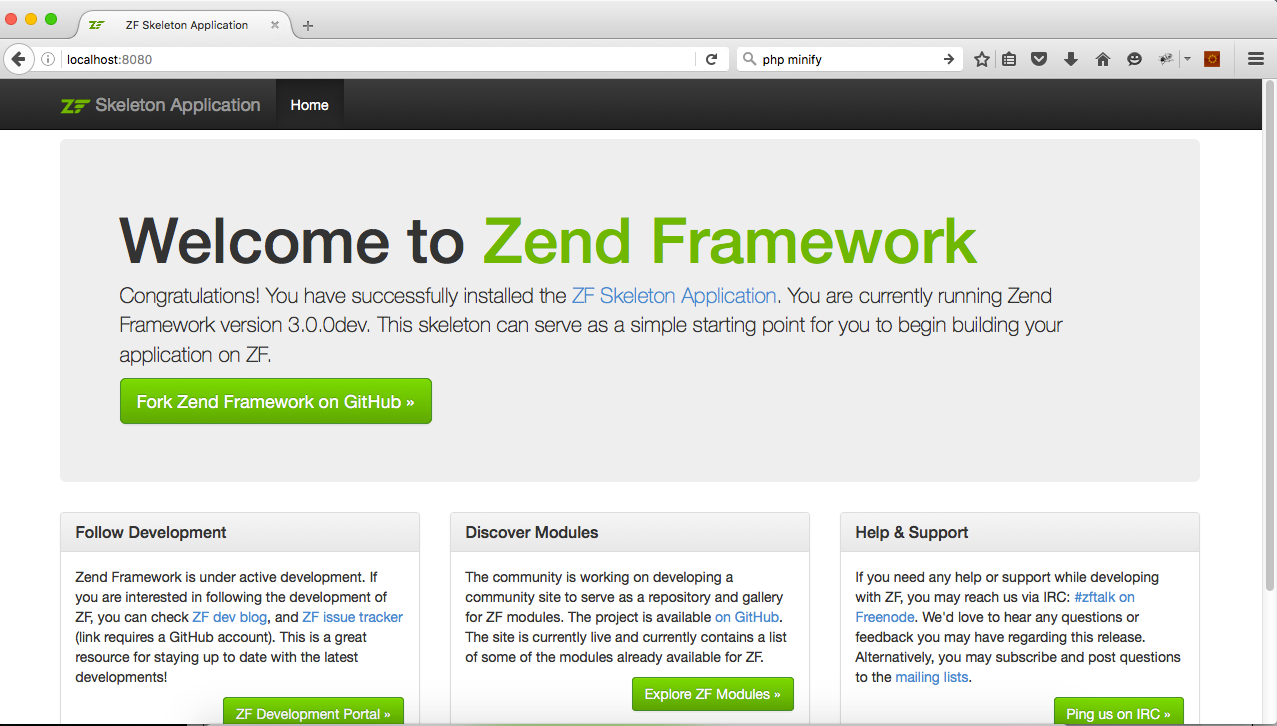 ZF Skeleton Application
localhost:8080
php minify
ZF Skeleton Application Home
Welcome to Zend Framework
Congratulations! You have successfully installed the ZF Skeleton Application. You are currently running Zend
Framework version 3.0.0dev. This skeleton can serve as a simple starting point for you to begin building your
application on ZF.
Fork Zend Framework on GitHub »
Follow Development
Zend Framework is under active development. If
you are interested in following the development of
ZF, you can check ZF dev blog, and ZF issue tracker
(link requires a GitHub account). This is a great
resource for staying up to date with the latest
developments!
ZF Development Portal »
Discover Modules
The community is working on developing a
community site to serve as a repository and gallery
for ZF modules. The project is available on GitHub.
The site is currently live and currently contains a list
of some of the modules already available for ZF.
Explore ZF Modules »
Help & Support
If you need any help or support while developing
with ZF, you may reach us via IRC: #zftalk on
Freenode. We'd love to hear any questions or
feedback you may have regarding this release.
Alternatively, you may subscribe and post questions
to the mailing lists.
Ping us on IRC »